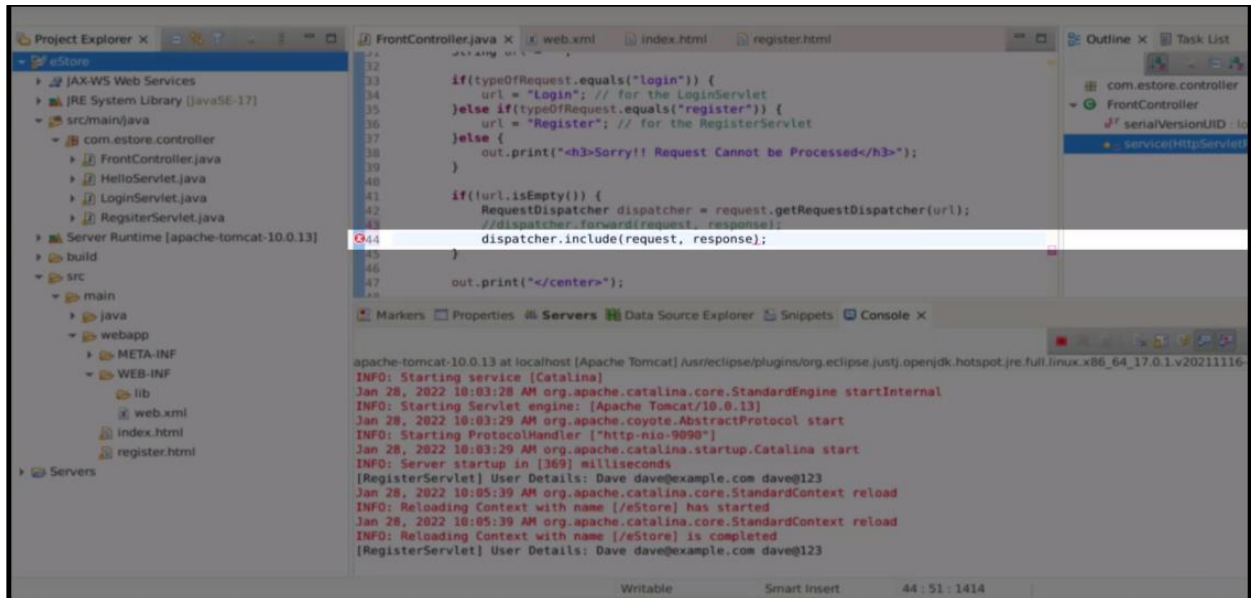 Project Explorer ×
eStore
JAX-WS Web Services
JRE System Library [JavaSE-17]
src/main/java
com.estore.controller
FrontController.java
HelloServlet.java
LoginServlet.java
RegsiterServlet.java
Server Runtime [apache-tomcat-10.0.13]
build
src
main
java
webapp
META-INF
WEB-INF
lib
web.xml
index.html
register.html
Servers
FrontController.java × web.xml index.html register.html
32
33 if(typeOfRequest.equals("login")) {
34 url = "Login"; // for the LoginServlet
35 }else if(typeOfRequest.equals("register")) {
36 url = "Register"; // for the RegisterServlet
37 }else {
38 out.print("<h3>Sorry!! Request Cannot be Processed</h3>");
39 }
40
41 if(!url.isEmpty()) {
42 RequestDispatcher dispatcher = request.getRequestDispatcher(url);
43 //dispatcher.forward(request, response);
44 dispatcher.include(request, response);
45 }
46
47 out.print("</center>");
Outline × Task List
com.estore.controller
FrontController
serialVersionUID : lo
service(HttpServletR
Markers Properties Servers Data Source Explorer Snippets Console ×
apache-tomcat-10.0.13 at localhost [Apache Tomcat] /usr/eclipse/plugins/org.eclipse.justj.openjdk.hotspot.jre.full.linux.x86_64_17.0.1.v20211116-
INFO: Starting service [Catalina]
Jan 28, 2022 10:03:28 AM org.apache.catalina.core.StandardEngine startInternal
INFO: Starting Servlet engine: [Apache Tomcat/10.0.13]
Jan 28, 2022 10:03:29 AM org.apache.coyote.AbstractProtocol start
INFO: Starting ProtocolHandler ["http-nio-9090"]
Jan 28, 2022 10:03:29 AM org.apache.catalina.startup.Catalina start
INFO: Server startup in [369] milliseconds
[RegisterServlet] User Details: Dave dave@example.com dave@123
Jan 28, 2022 10:05:39 AM org.apache.catalina.core.StandardContext reload
INFO: Reloading Context with name [/eStore] has started
Jan 28, 2022 10:05:39 AM org.apache.catalina.core.StandardContext reload
INFO: Reloading Context with name [/eStore] is completed
[RegisterServlet] User Details: Dave dave@example.com dave@123
Writable Smart Insert 44 : 51 : 1414